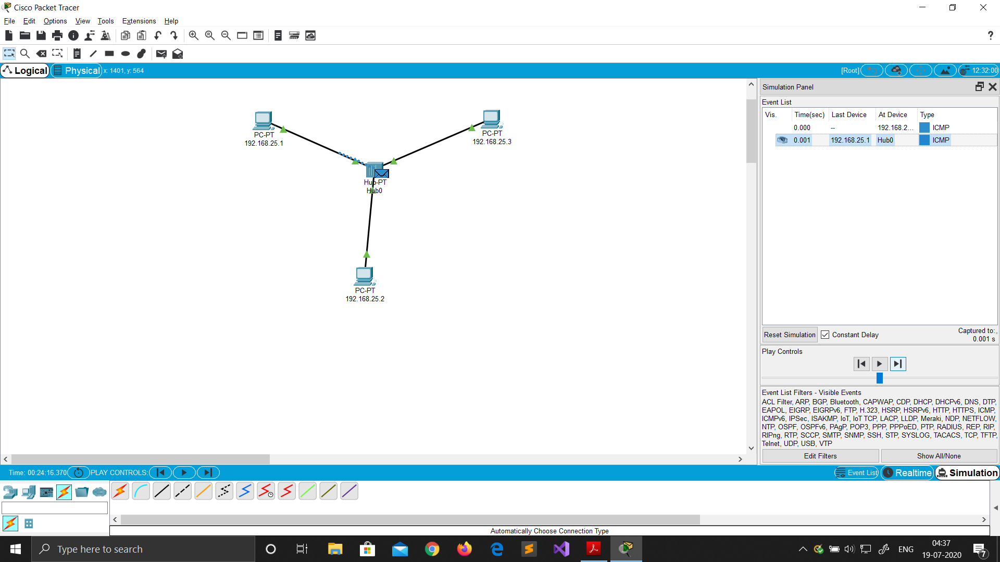 Cisco Packet Tracer
File Edit Options View Tools Extensions Help
?
Logical Physical x: 1401, y: 564 [Root] 12:32:00
PC-PT
192.168.25.1
PC-PT
192.168.25.3
Hub-PT
Hub0
PC-PT
192.168.25.2
Simulation Panel
Event List
Vis. Time(sec) Last Device At Device Type
0.000 -- 192.168.2... ICMP
0.001 192.168.25.1 Hub0 ICMP
Reset Simulation Constant Delay
Captured to:
0.001 s
Play Controls
Event List Filters - Visible Events
ACL Filter, ARP, BGP, Bluetooth, CAPWAP, CDP, DHCP, DHCPv6, DNS, DTP,
EAPOL, EIGRP, EIGRPv6, FTP, H.323, HSRP, HSRPv6, HTTP, HTTPS, ICMP,
ICMPv6, IPSec, ISAKMP, IoT, IoT TCP, LACP, LLDP, Meraki, NDP, NETFLOW,
NTP, OSPF, OSPFv6, PAgP, POP3, PPP, PPPoED, PTP, RADIUS, REP, RIP,
RIPng, RTP, SCCP, SMTP, SNMP, SSH, STP, SYSLOG, TACACS, TCP, TFTP,
Telnet, UDP, USB, VTP
Edit Filters Show All/None
Time: 00:24:16.370 PLAY CONTROLS: Event List Realtime Simulation
Automatically Choose Connection Type
Type here to search
ENG
04:37
19-07-2020
7